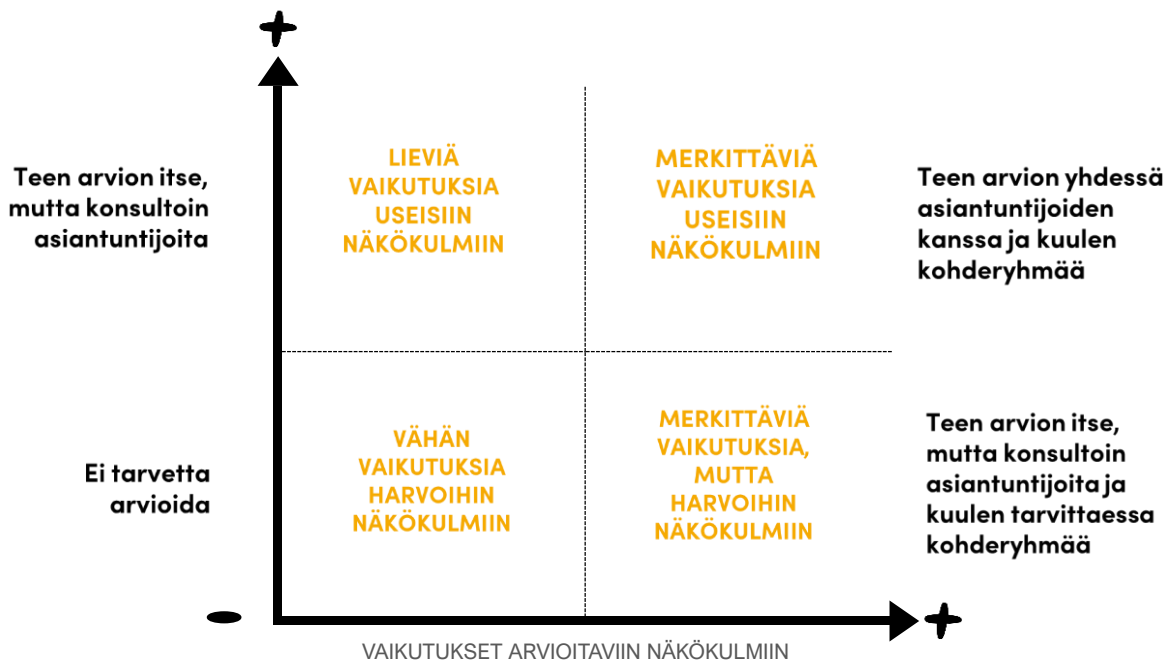 +
Teen arvion itse,
mutta konsultoin
asiantuntijoita
LIEVIÄ
VAIKUTUKSIA
USEISIIN
NÄKÖKULMIIN
MERKITTÄVIÄ
VAIKUTUKSIA
USEISIIN
NÄKÖKULMIIN
Teen arvion yhdessä
asiantuntijoiden
kanssa ja kuulen
kohderyhmää
Ei tarvetta
arvioida
VÄHÄN
VAIKUTUKSIA
HARVOIHIN
NÄKÖKULMIIN
MERKITTÄVIÄ
VAIKUTUKSIA,
MUTTA
HARVOIHIN
NÄKÖKULMIIN
Teen arvion itse,
mutta konsultoin
asiantuntijoita ja
kuulen tarvittaessa
kohderyhmää
- +
VAIKUTUKSET ARVIOITAVIIN NÄKÖKULMIIN